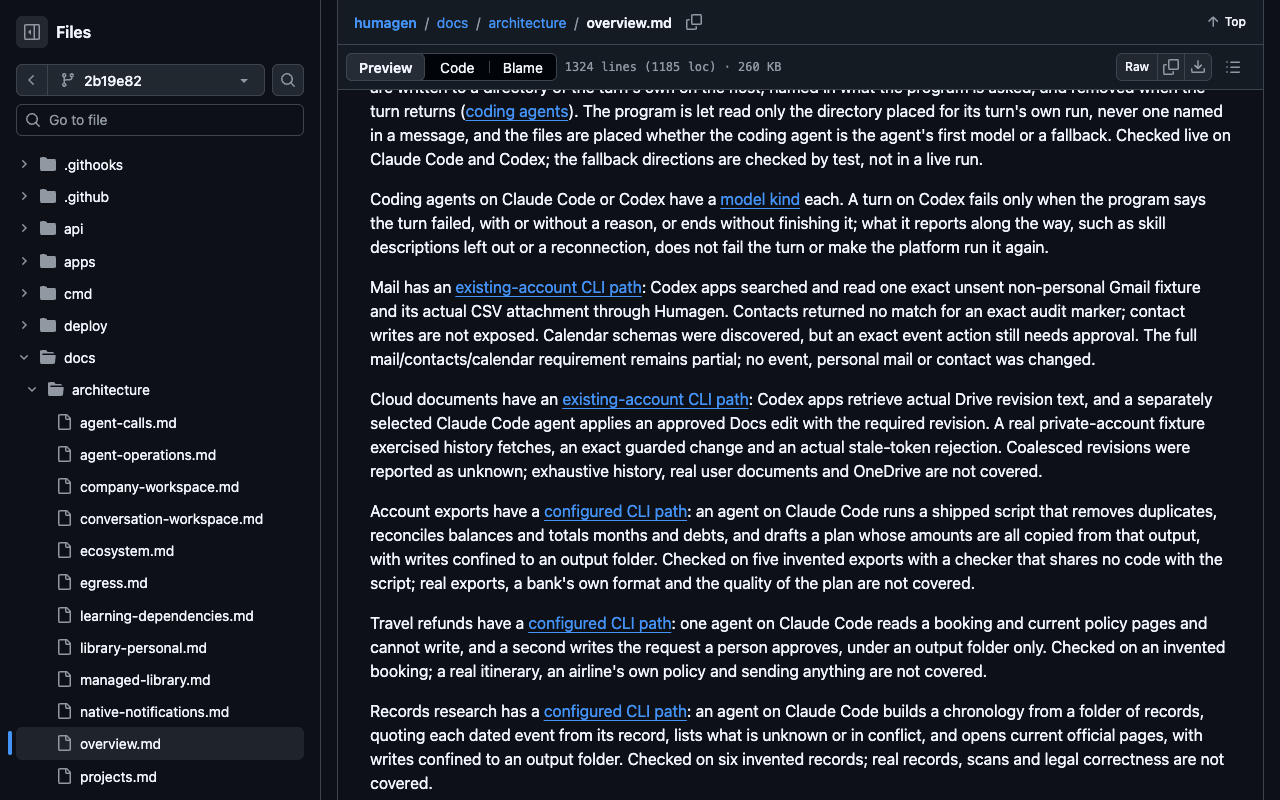 Files
humagen / docs / architecture / overview.md
Top
2b19e82
Preview Code Blame 1324 lines (1185 loc) · 260 KB
Raw
Go to file
.githooks
.github
api
apps
cmd
deploy
docs
architecture
agent-calls.md
agent-operations.md
company-workspace.md
conversation-workspace.md
ecosystem.md
egress.md
learning-dependencies.md
library-personal.md
managed-library.md
native-notifications.md
overview.md
projects.md
are written to a directory of the turn's own on the host, named in what the program is asked, and removed when the
turn returns (coding agents). The program is let read only the directory placed for its turn's own run, never one named
in a message, and the files are placed whether the coding agent is the agent's first model or a fallback. Checked live on
Claude Code and Codex; the fallback directions are checked by test, not in a live run.
Coding agents on Claude Code or Codex have a model kind each. A turn on Codex fails only when the program says
the turn failed, with or without a reason, or ends without finishing it; what it reports along the way, such as skill
descriptions left out or a reconnection, does not fail the turn or make the platform run it again.
Mail has an existing-account CLI path: Codex apps searched and read one exact unsent non-personal Gmail fixture
and its actual CSV attachment through Humagen. Contacts returned no match for an exact audit marker; contact
writes are not exposed. Calendar schemas were discovered, but an exact event action still needs approval. The full
mail/contacts/calendar requirement remains partial; no event, personal mail or contact was changed.
Cloud documents have an existing-account CLI path: Codex apps retrieve actual Drive revision text, and a separately
selected Claude Code agent applies an approved Docs edit with the required revision. A real private-account fixture
exercised history fetches, an exact guarded change and an actual stale-token rejection. Coalesced revisions were
reported as unknown; exhaustive history, real user documents and OneDrive are not covered.
Account exports have a configured CLI path: an agent on Claude Code runs a shipped script that removes duplicates,
reconciles balances and totals months and debts, and drafts a plan whose amounts are all copied from that output,
with writes confined to an output folder. Checked on five invented exports with a checker that shares no code with the
script; real exports, a bank's own format and the quality of the plan are not covered.
Travel refunds have a configured CLI path: one agent on Claude Code reads a booking and current policy pages and
cannot write, and a second writes the request a person approves, under an output folder only. Checked on an invented
booking; a real itinerary, an airline's own policy and sending anything are not covered.
Records research has a configured CLI path: an agent on Claude Code builds a chronology from a folder of records,
quoting each dated event from its record, lists what is unknown or in conflict, and opens current official pages, with
writes confined to an output folder. Checked on six invented records; real records, scans and legal correctness are not
covered.